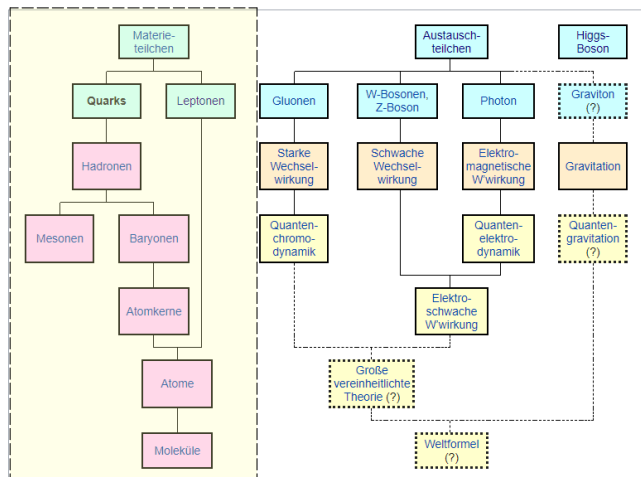 Materie-
teilchen
Austausch-
teilchen
Higgs-
Boson
Quarks
Leptonen
Gluonen
W-Bosonen,
Z-Boson
Photon
Graviton
(?)
Hadronen
Starke
Wechsel-
wirkung
Schwache
Wechsel-
wirkung
Elektro-
magnetische
W'wirkung
Gravitation
Mesonen
Baryonen
Quanten-
chromo-
dynamik
Quanten-
elektro-
dynamik
Quanten-
gravitation
(?)
Atomkerne
Elektro-
schwache
W'wirkung
Atome
Große
vereinheitlichte
Theorie (?)
Moleküle
Weltformel
(?)